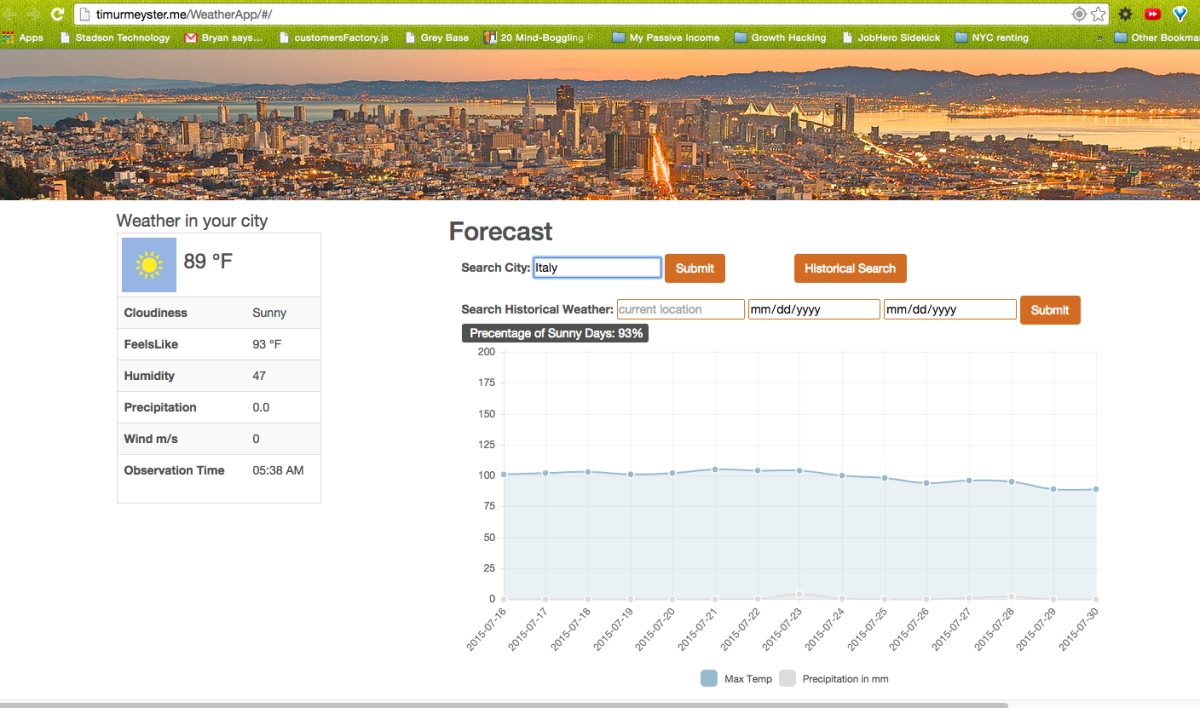 timurmeyster.me/WeatherApp/#/
Apps Stadson Technology Bryan says... customersFactory.js Grey Base 20 Mind-Boggling My Passive Income Growth Hacking JobHero Sidekick NYC renting » Other Bookma
Weather in your city
89 °F
Cloudiness Sunny
FeelsLike 93 °F
Humidity 47
Precipitation 0.0
Wind m/s 0
Observation Time 05:38 AM
Forecast
Search City: Italy Submit Historical Search
Search Historical Weather: current location mm/dd/yyyy mm/dd/yyyy Submit
Precentage of Sunny Days: 93%
200
175
150
125
100
75
50
25
0
2015-07-16 2015-07-17 2015-07-18 2015-07-19 2015-07-20 2015-07-21 2015-07-22 2015-07-23 2015-07-24 2015-07-25 2015-07-26 2015-07-27 2015-07-28 2015-07-29 2015-07-30
Max Temp Precipitation in mm